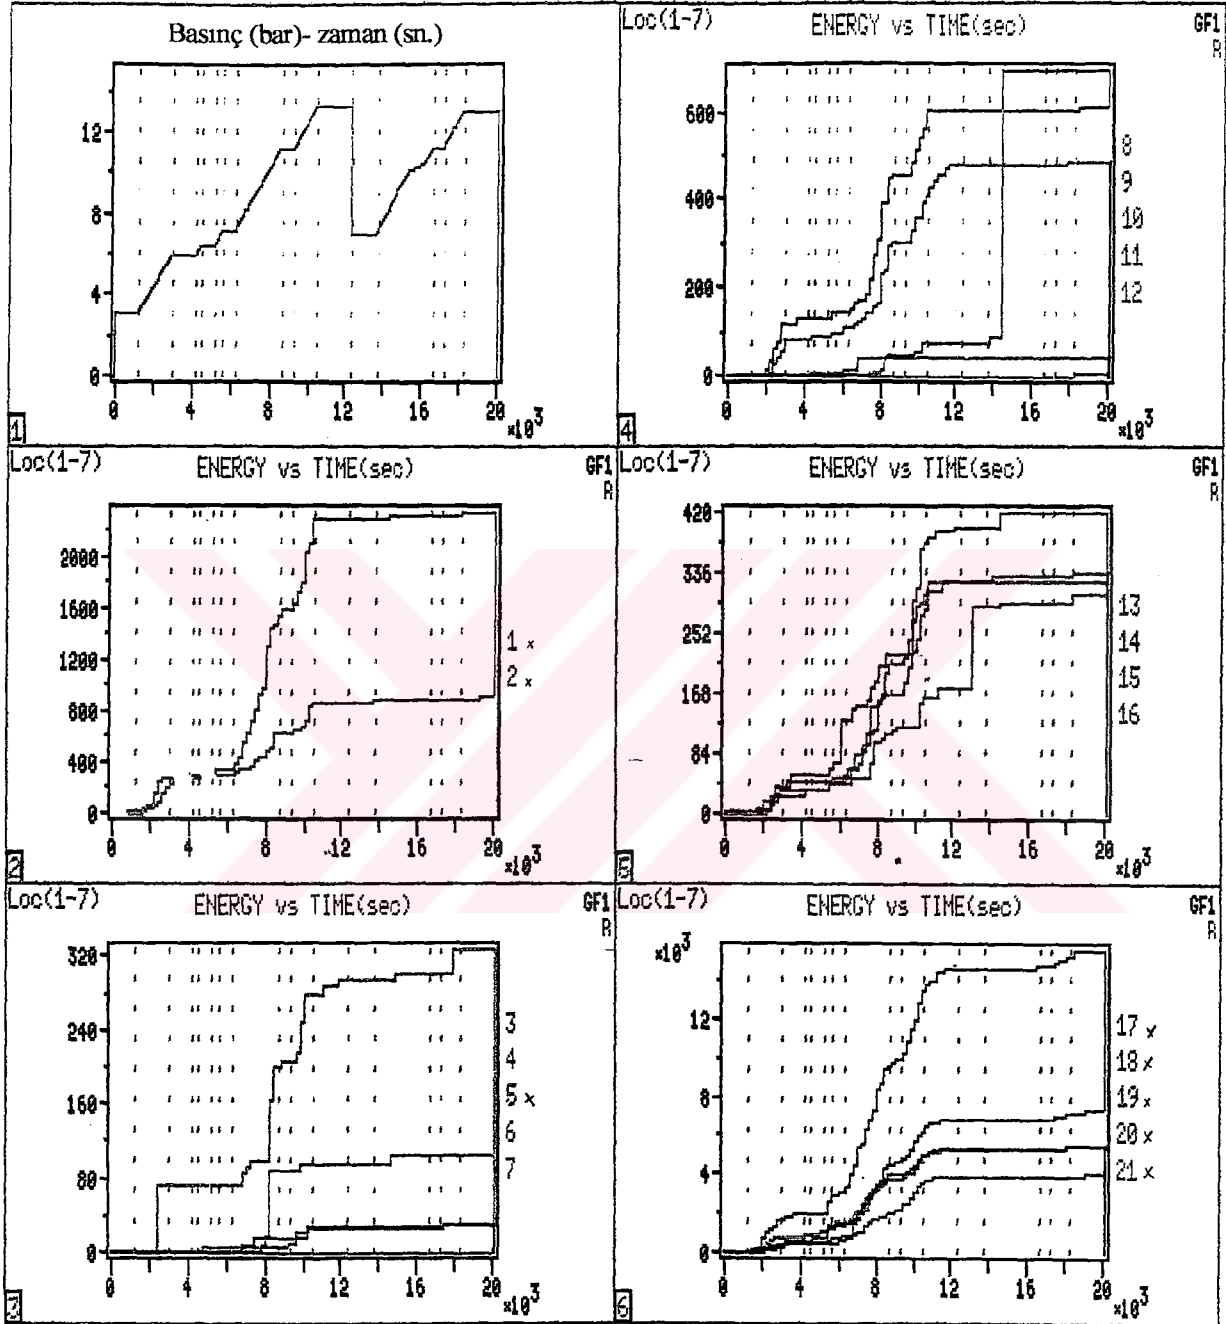 Basınç (bar)- zaman (sn.)
12
8
4
0
0 4 8 12 16 20
×10³
1
Loc(1-7) ENERGY vs TIME(sec) GF1
R
600
400
200
0
0 4 8 12 16 20
×10³
8
9
10
11
12
4
Loc(1-7) ENERGY vs TIME(sec) GF1
R
2000
1600
1200
800
400
0
0 4 8 12 16 20
×10³
1 x
2 x
2
Loc(1-7) ENERGY vs TIME(sec) GF1
R
420
336
252
168
84
0
0 4 8 12 16 20
×10³
13
14
15
16
5
Loc(1-7) ENERGY vs TIME(sec) GF1
R
320
240
160
80
0
0 4 8 12 16 20
×10³
3
4
5 x
6
7
3
Loc(1-7) ENERGY vs TIME(sec) GF1
R
×10³
12
8
4
0
0 4 8 12 16 20
×10³
17 x
18 x
19 x
20 x
21 x
6